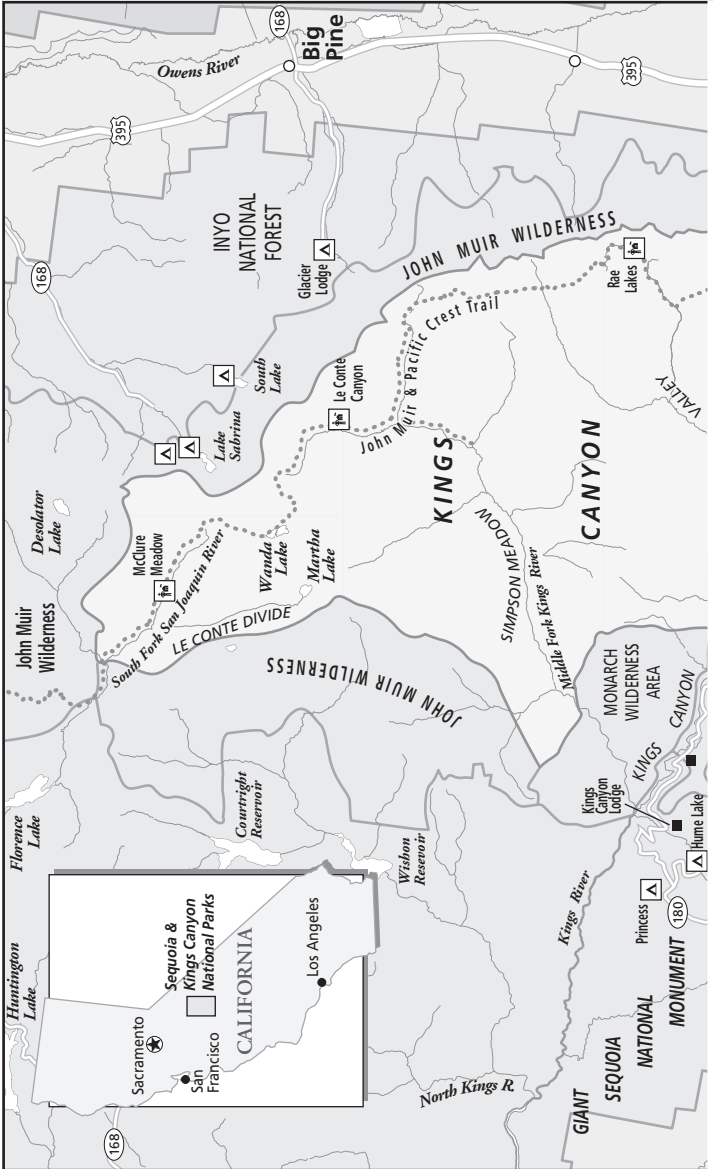 Huntington
Lake
Florence
Lake
John Muir
Wilderness
Desolator
Lake
168
395
Owens River
168
Big
Pine
395
INYO
NATIONAL
FOREST
Glacier
Lodge
JOHN MUIR WILDERNESS
South
Lake
Lake
Sabrina
McClure
Meadow
South Fork San Joaquin River
LE CONTE DIVIDE
Wanda
Lake
Martha
Lake
Le Conte
Canyon
John Muir & Pacific Crest Trail
Rae
Lakes
VALLEY
KINGS
CANYON
SIMPSON MEADOW
Middle Fork Kings River
JOHN MUIR WILDERNESS
MONARCH
WILDERNESS
AREA
KINGS CANYON
Kings
Canyon
Lodge
Hume Lake
Princess
180
Kings River
Courtright
Reservoir
Wishon
Resevoir
North Kings R.
GIANT
SEQUOIA
NATIONAL
MONUMENT
168
Sacramento
San
Francisco
Sequoia &
Kings Canyon
National Parks
CALIFORNIA
Los Angeles